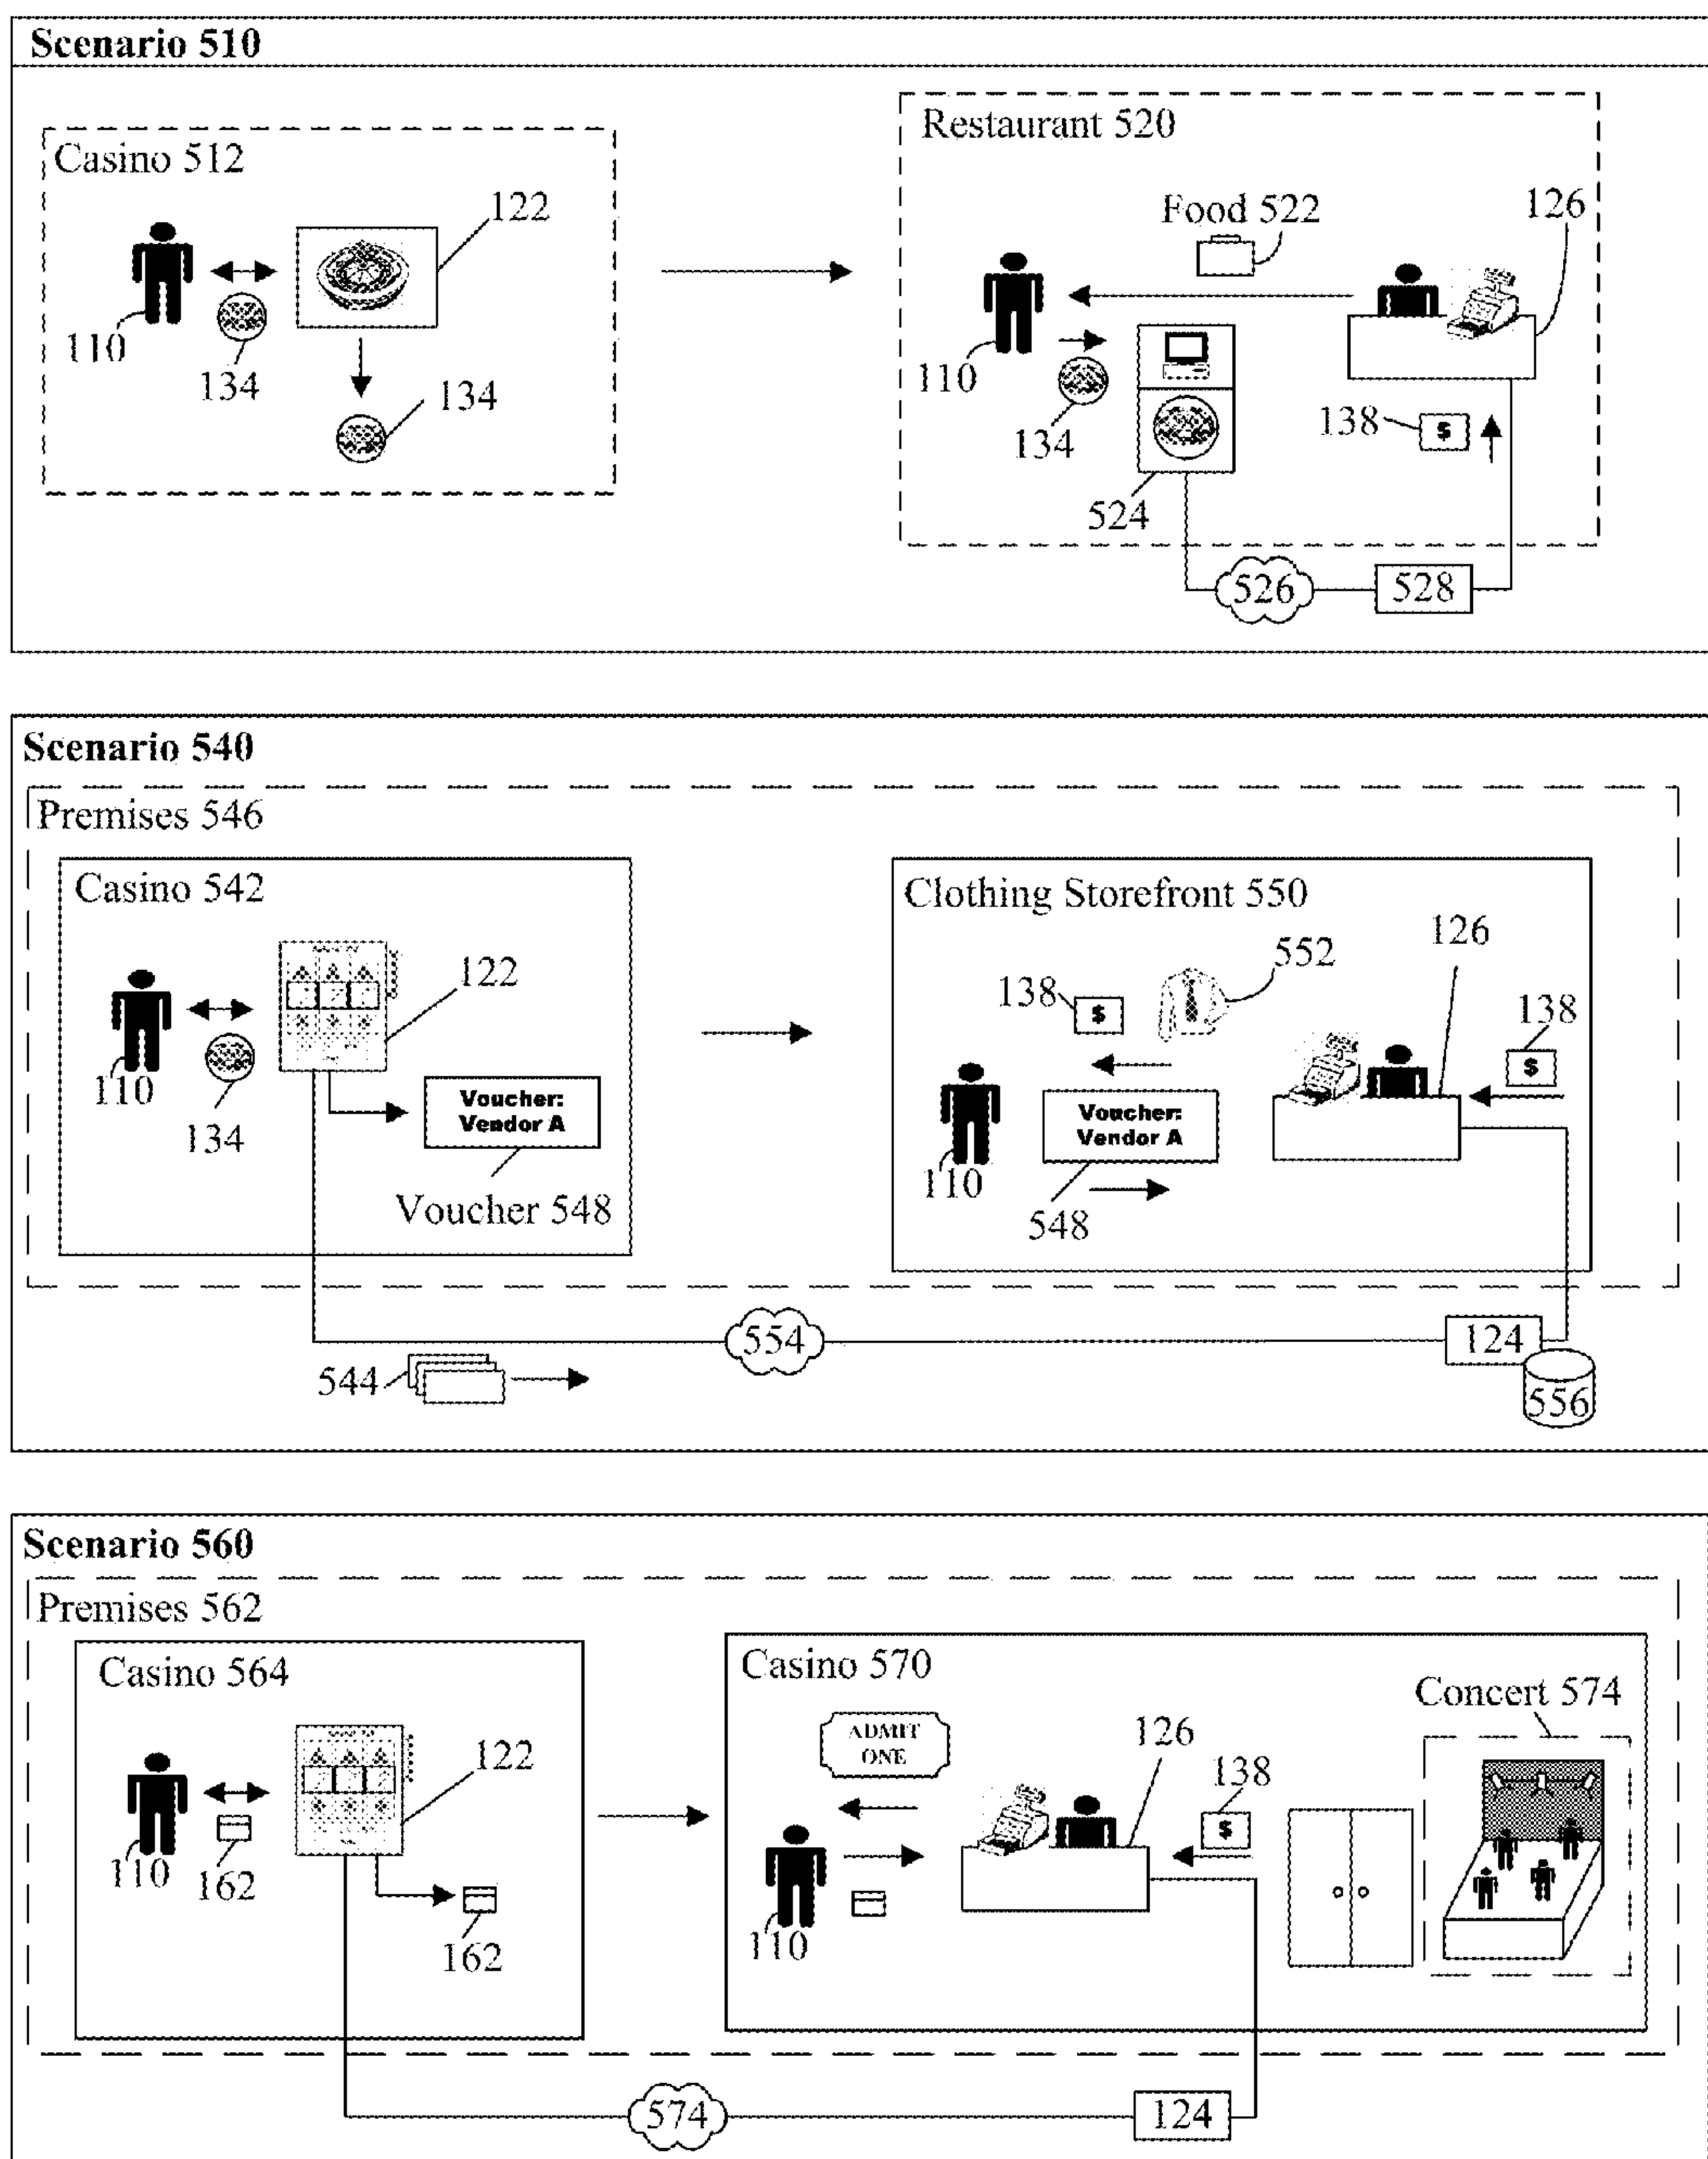 Scenario 510
Casino 512
122
110
134
134
Restaurant 520
Food 522
126
110
134
138
$
524
526
528
Scenario 540
Premises 546
Casino 542
122
110
134
Voucher:
Vendor A
Voucher 548
Clothing Storefront 550
126
552
138
$
138
$
110
Voucher:
Vendor A
548
554
124
544
556
Scenario 560
Premises 562
Casino 564
122
110
162
162
Casino 570
Concert 574
ADMIT
ONE
126
138
$
110
574
124